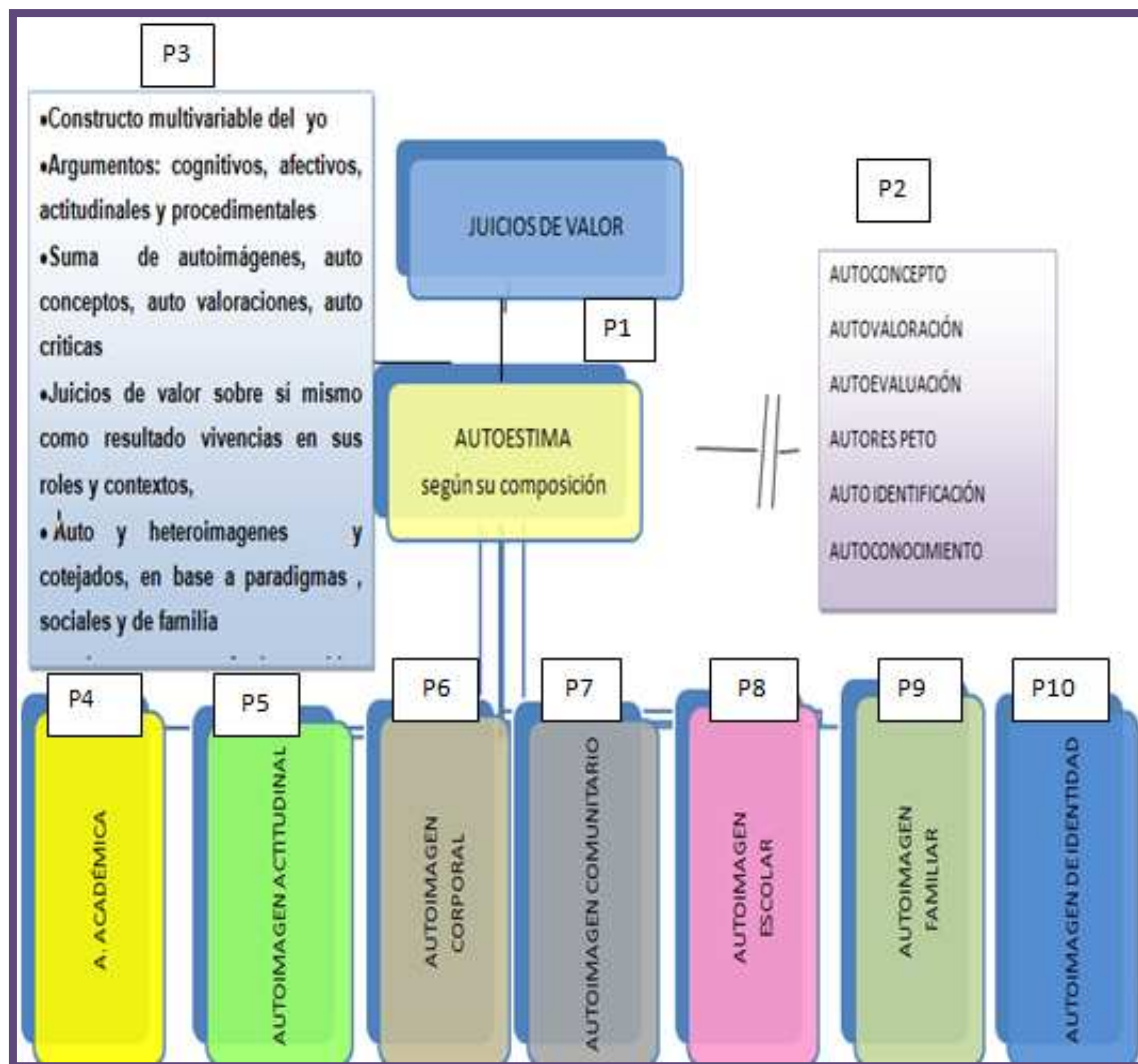 P3
•Constructo multivariable del yo
•Argumentos: cognitivos, afectivos,
actitudinales y procedimentales
•Suma de autoimágenes, auto
conceptos, auto valoraciones, auto
criticas
•Juicios de valor sobre sí mismo
como resultado vivencias en sus
roles y contextos,
• Auto y heteroimagenes y
cotejados, en base a paradigmas ,
sociales y de familia
JUICIOS DE VALOR
P1
AUTOESTIMA
según su composición
P2
AUTOCONCEPTO
AUTOVALORACIÓN
AUTOEVALUACIÓN
AUTORES PETO
AUTO IDENTIFICACIÓN
AUTOCONOCIMIENTO
P4
A. ACADÉMICA
P5
AUTOIMAGEN ACTITUDINAL
P6
AUTOIMAGEN
CORPORAL
P7
AUTOIMAGEN COMUNITARIO
P8
AUTOIMAGEN
ESCOLAR
P9
AUTOIMAGEN
FAMILIAR
P10
AUTOIMAGEN DE IDENTIDAD